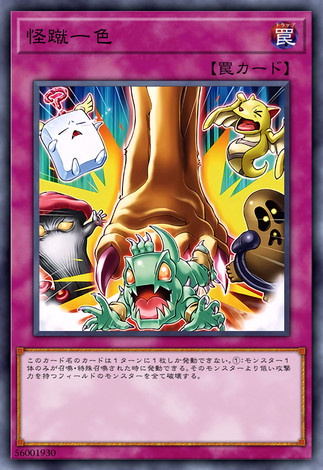 怪蹴一色
トラップ
罠
【罠カード】
このカード名のカードは1ターンに1枚しか発動できない。①：モンスター1
体のみが召喚・特殊召喚された時に発動できる。そのモンスターより低い攻撃
力を持つフィールドのモンスターを全て破壊する。
56001930